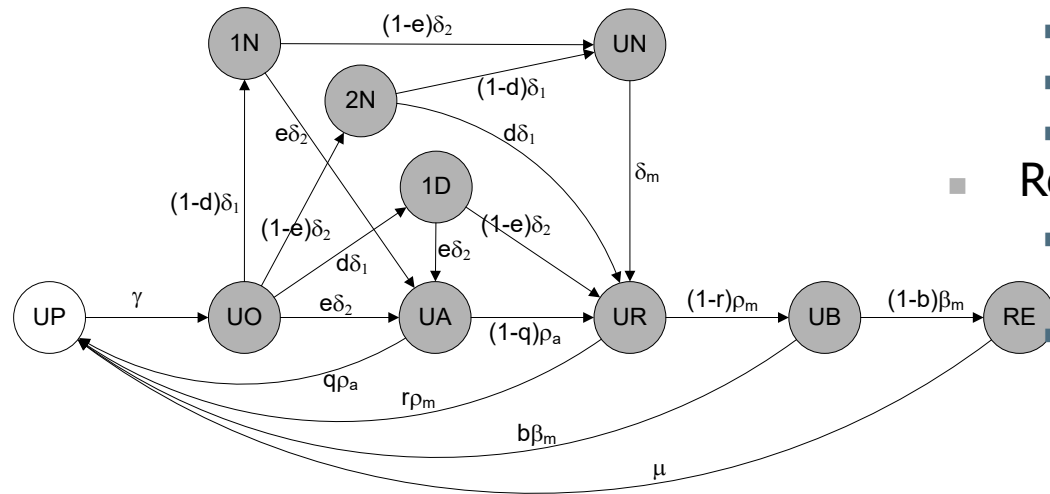 (1-e)δ₂
1N
UN
2N
(1-d)δ₁
eδ₂
dδ₁
1D
δₘ
(1-d)δ₁
(1-e)δ₂
(1-e)δ₂
eδ₂
dδ₁
γ
eδ₂
(1-r)ρₘ
(1-b)βₘ
UP
UO
UA
UR
UB
RE
(1-q)ρₐ
qρₐ
rρₘ
bβₘ
μ